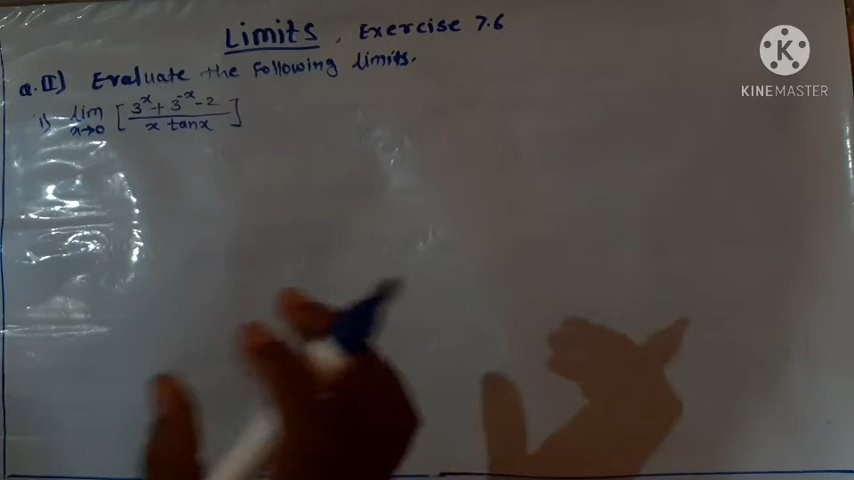 Limits. Exercise 7.6
Q.II) Evaluate the following limits.
i) lim x→0 [3^x + 3^-x - 2 / x tanx]
K
KINEMASTER